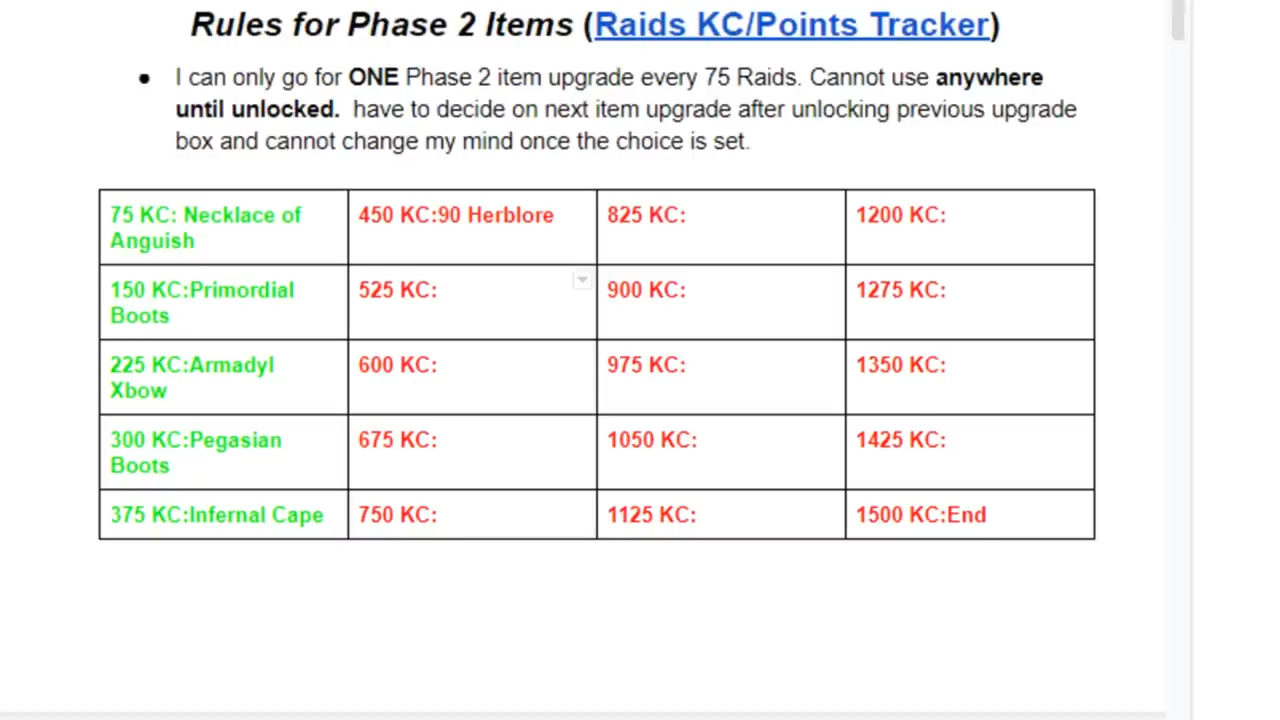 Rules for Phase 2 Items (Raids KC/Points Tracker)
● I can only go for ONE Phase 2 item upgrade every 75 Raids. Cannot use anywhere
until unlocked.  have to decide on next item upgrade after unlocking previous upgrade
box and cannot change my mind once the choice is set.
75 KC: Necklace of
Anguish
450 KC:90 Herblore
825 KC:
1200 KC:
150 KC:Primordial
Boots
525 KC:
900 KC:
1275 KC:
225 KC:Armadyl
Xbow
600 KC:
975 KC:
1350 KC:
300 KC:Pegasian
Boots
675 KC:
1050 KC:
1425 KC:
375 KC:Infernal Cape
750 KC:
1125 KC:
1500 KC:End